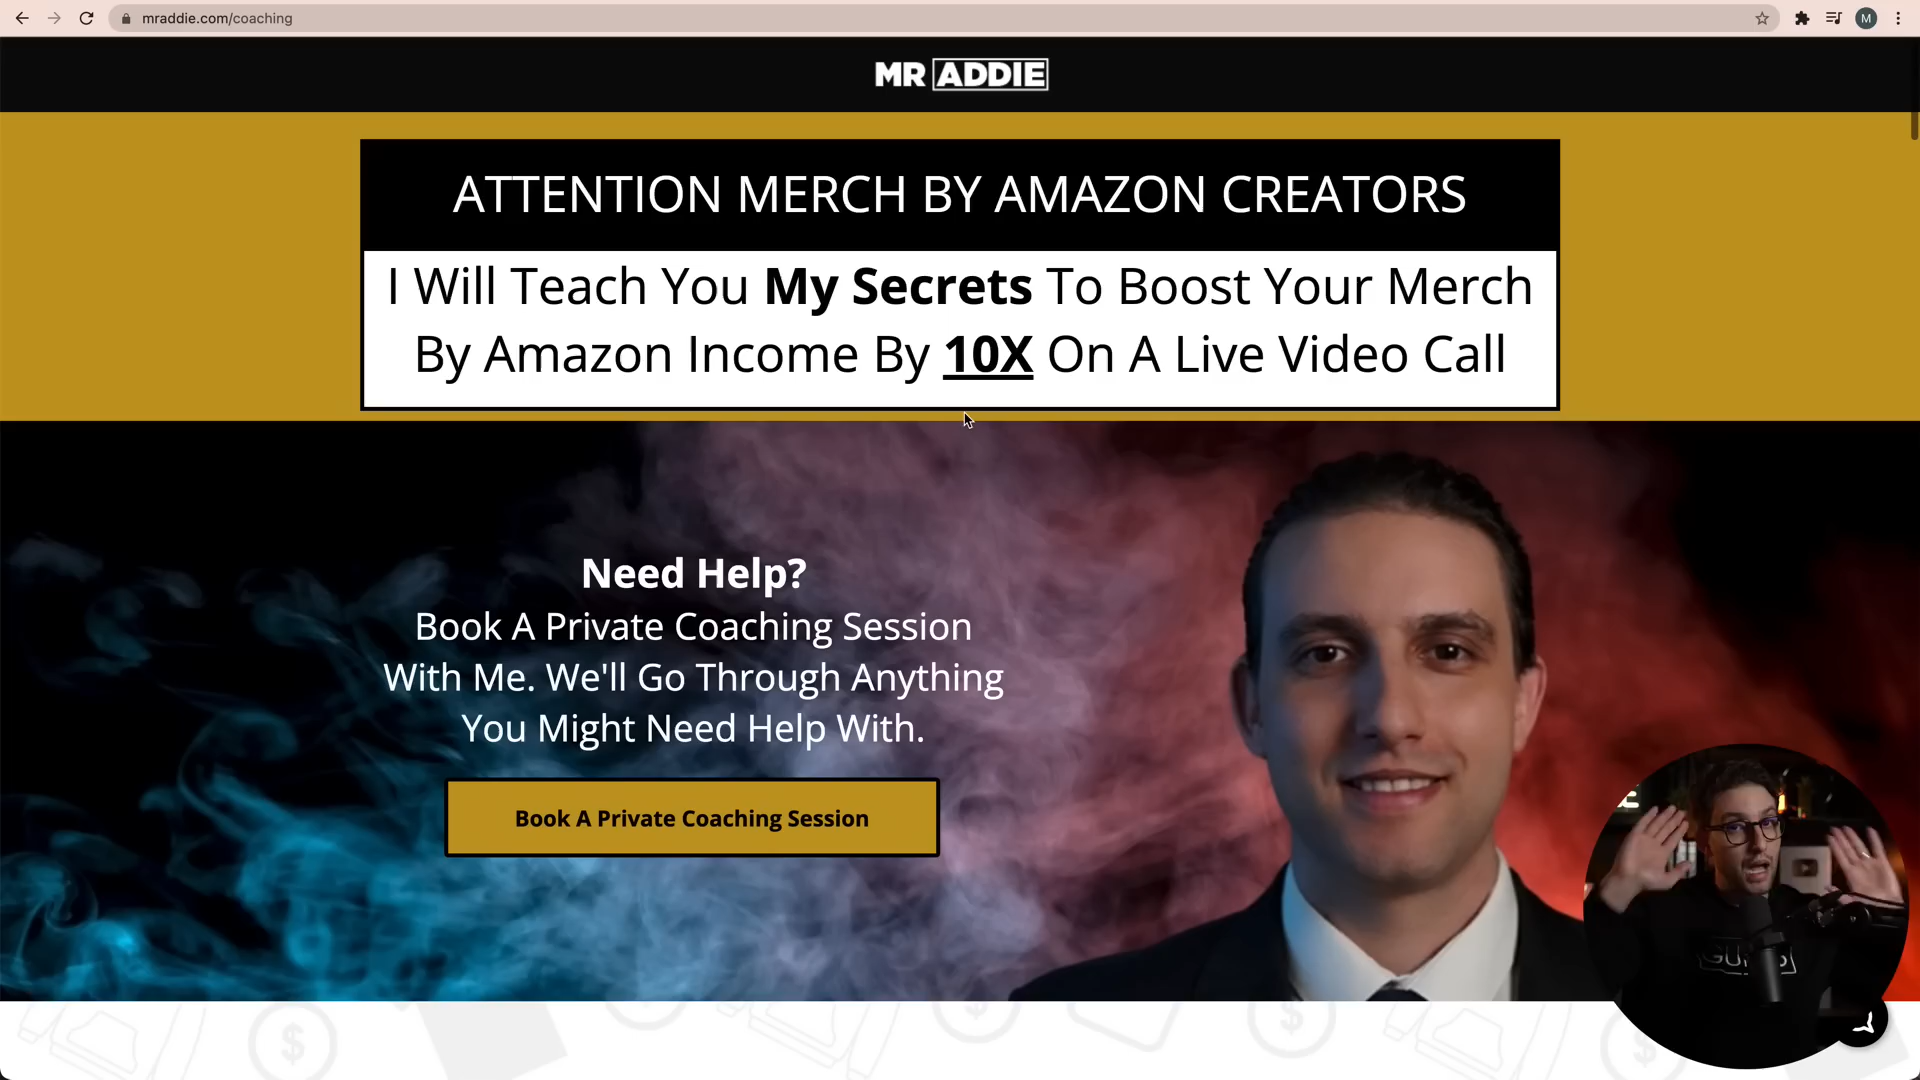 mraddie.com/coaching
M
MR ADDIE
ATTENTION MERCH BY AMAZON CREATORS
I Will Teach You My Secrets To Boost Your Merch
By Amazon Income By 10X On A Live Video Call
Need Help?
Book A Private Coaching Session
With Me. We'll Go Through Anything
You Might Need Help With.
Book A Private Coaching Session
$
$
$
$